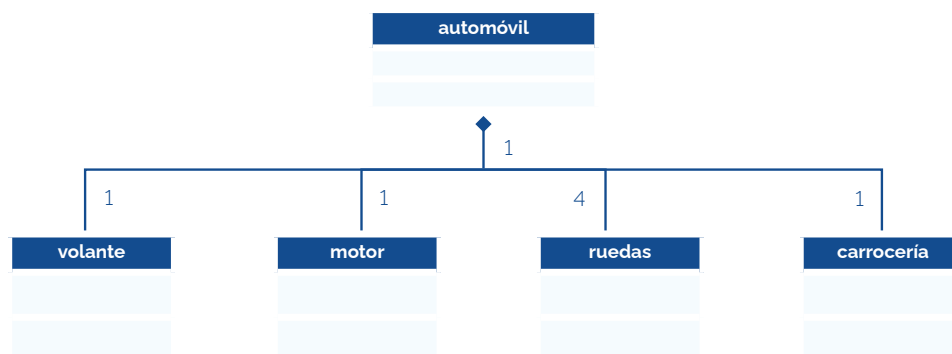 automóvil
1
1
1
4
1
volante
motor
ruedas
carrocería